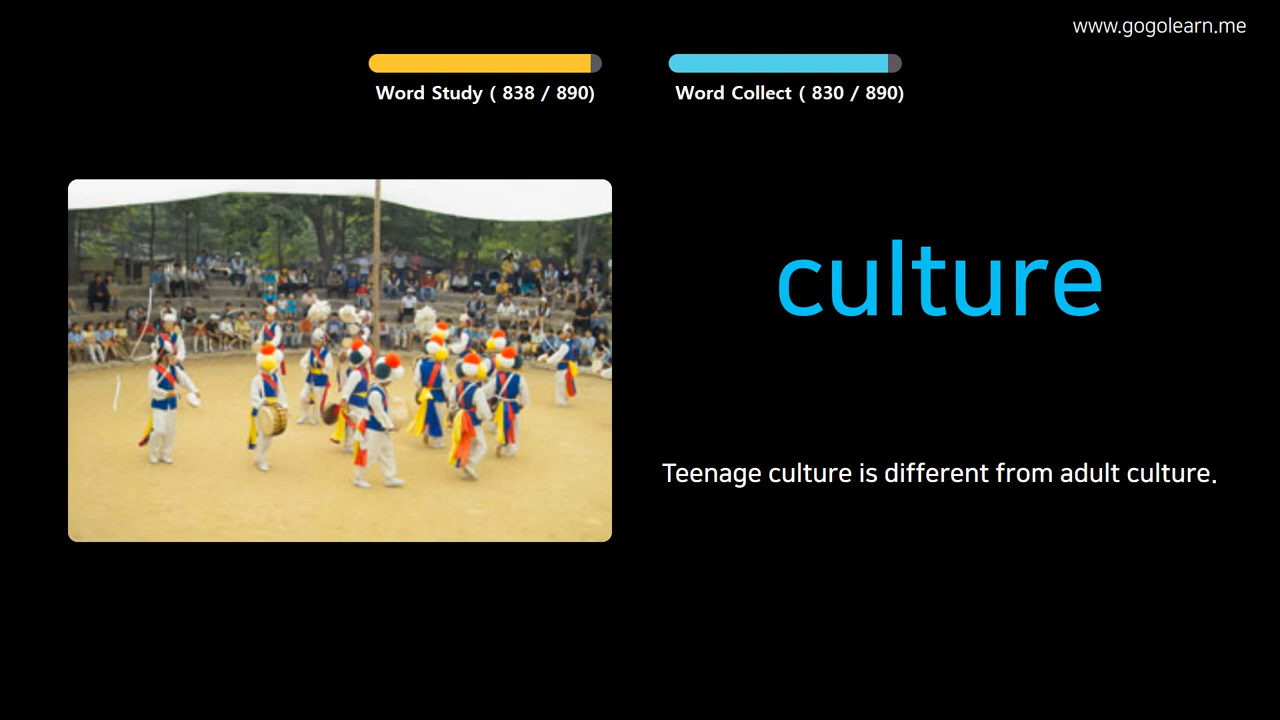 www.gogolearn.me
Word Study ( 838 / 890)
Word Collect ( 830 / 890)
culture
Teenage culture is different from adult culture.